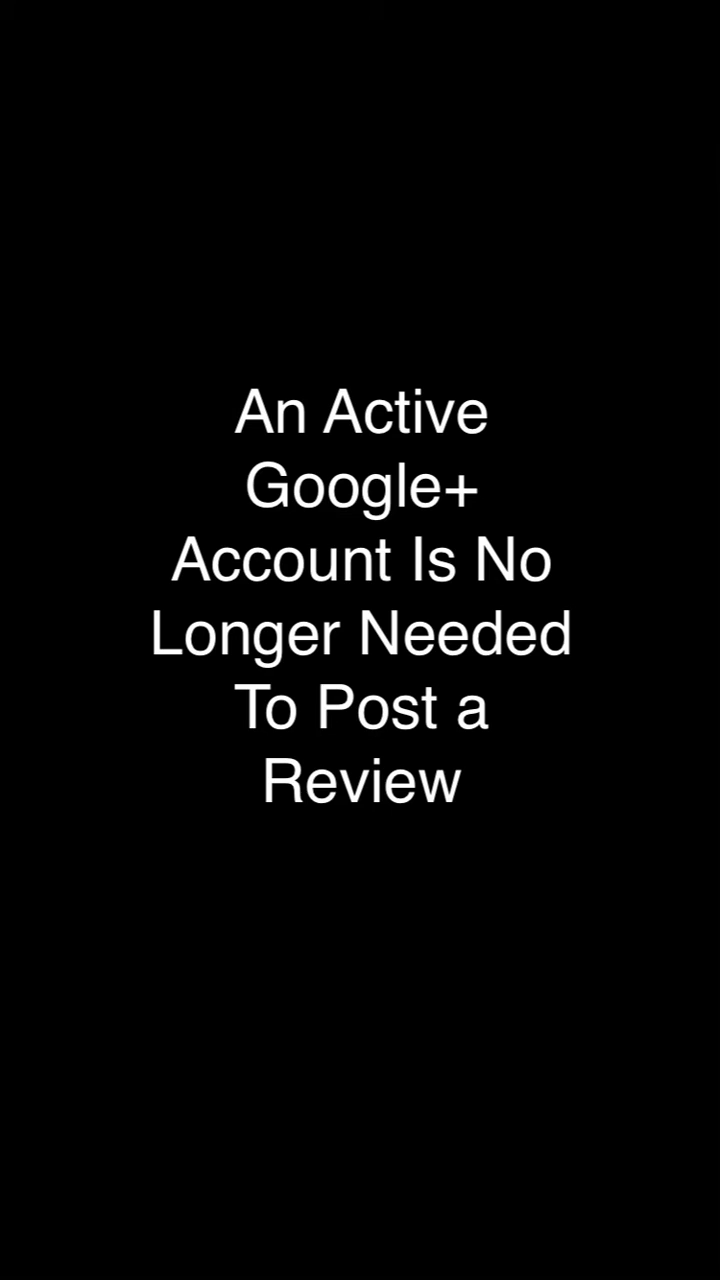 An Active
Google+
Account Is No
Longer Needed
To Post a
Review